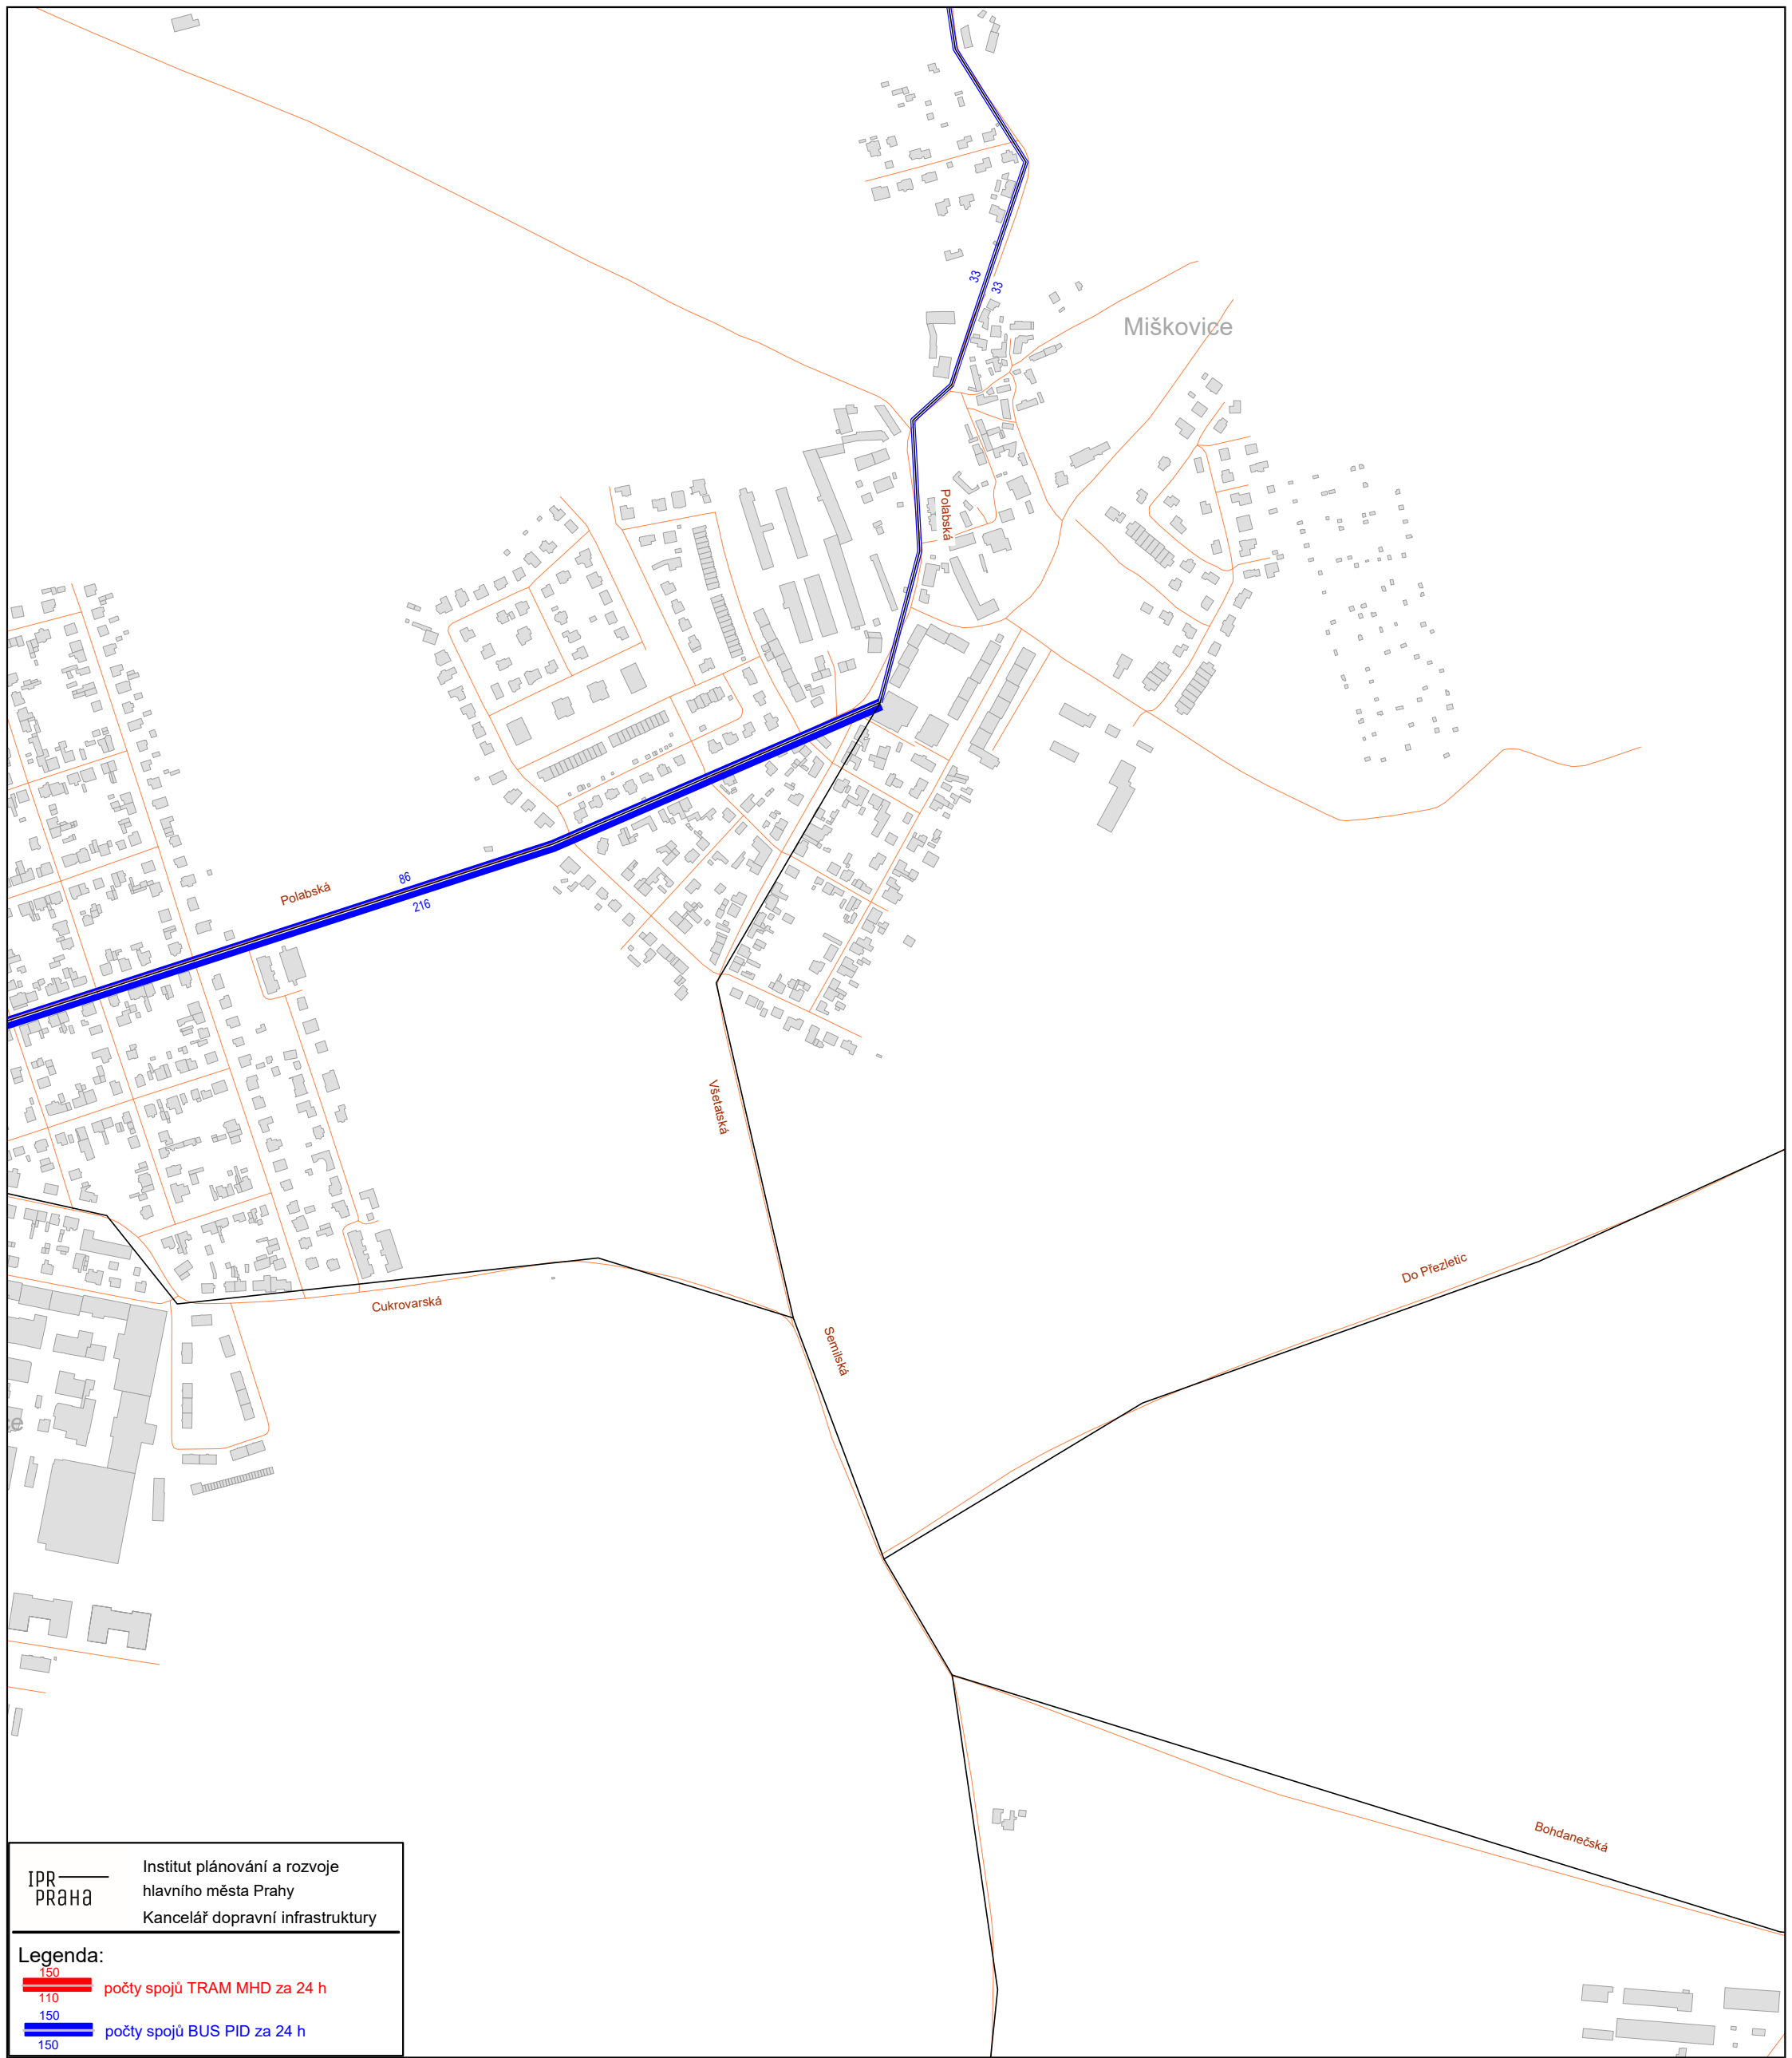 33
33
Miškovice
Polabská
86
Polabská
216
Všetatská
Do Přezletic
Cukrovarská
Semilská
Bohdanečská
IPR
PRAHA
Institut plánování a rozvoje
hlavního města Prahy
Kancelář dopravní infrastruktury
Legenda:
150
počty spojů TRAM MHD za 24 h
110
150
počty spojů BUS PID za 24 h
150